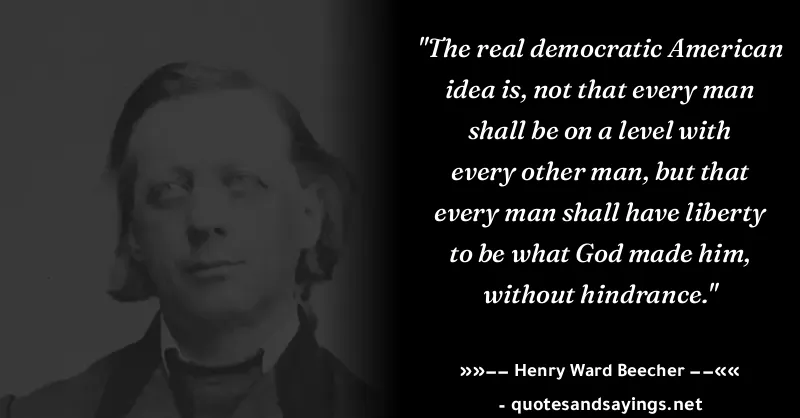 "The real democratic American
idea is, not that every man
shall be on a level with
every other man, but that
every man shall have liberty
to be what God made him,
without hindrance."
»»−− Henry Ward Beecher −−««
- quotesandsayings.net